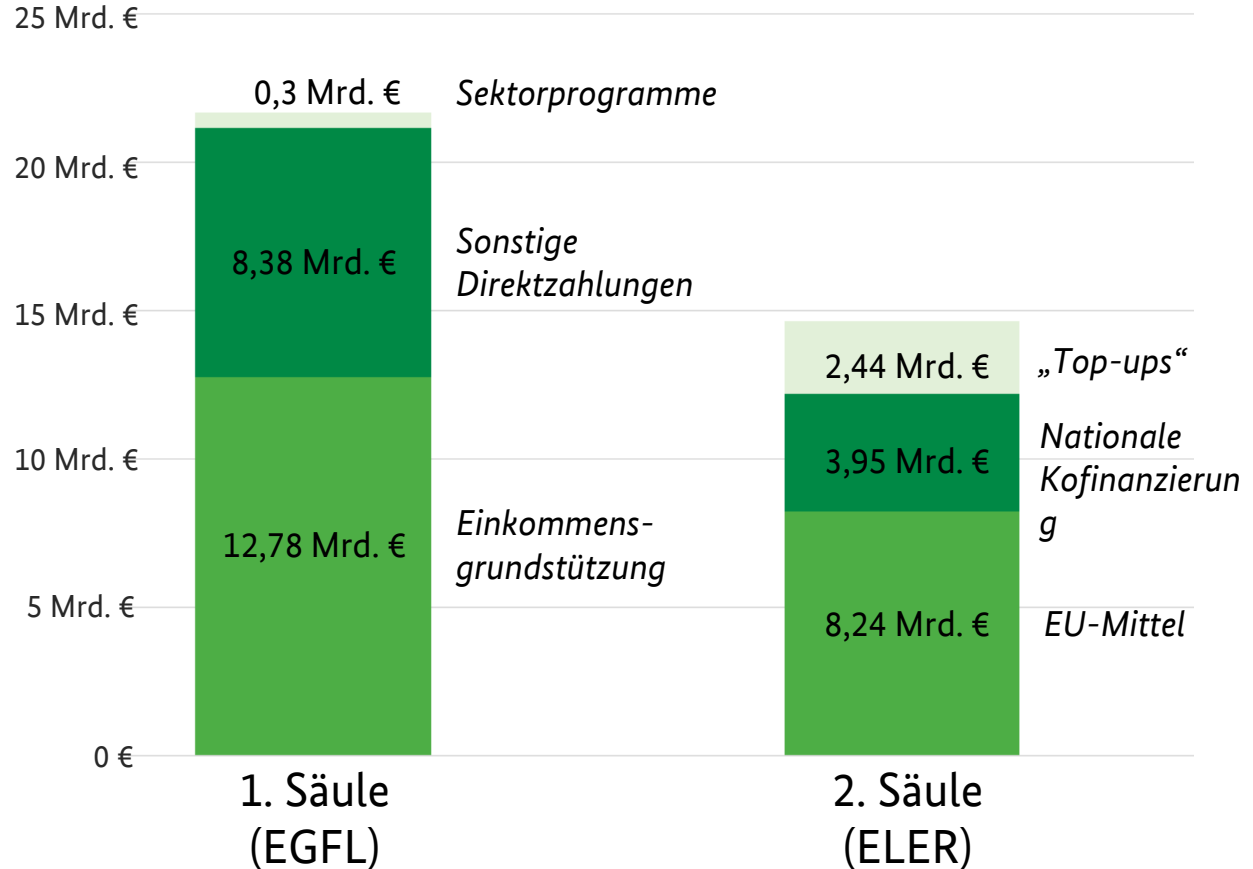 25 Mrd. €
0,3 Mrd. € Sektorprogramme
20 Mrd. €
8,38 Mrd. €
Sonstige
Direktzahlungen
15 Mrd. €
2,44 Mrd. €
„Top-ups“
10 Mrd. €
3,95 Mrd. €
Nationale
Kofinanzierun
g
12,78 Mrd. €
Einkommens-
grundstützung
5 Mrd. €
8,24 Mrd. €
EU-Mittel
0 €
1. Säule
(EGFL)
2. Säule
(ELER)